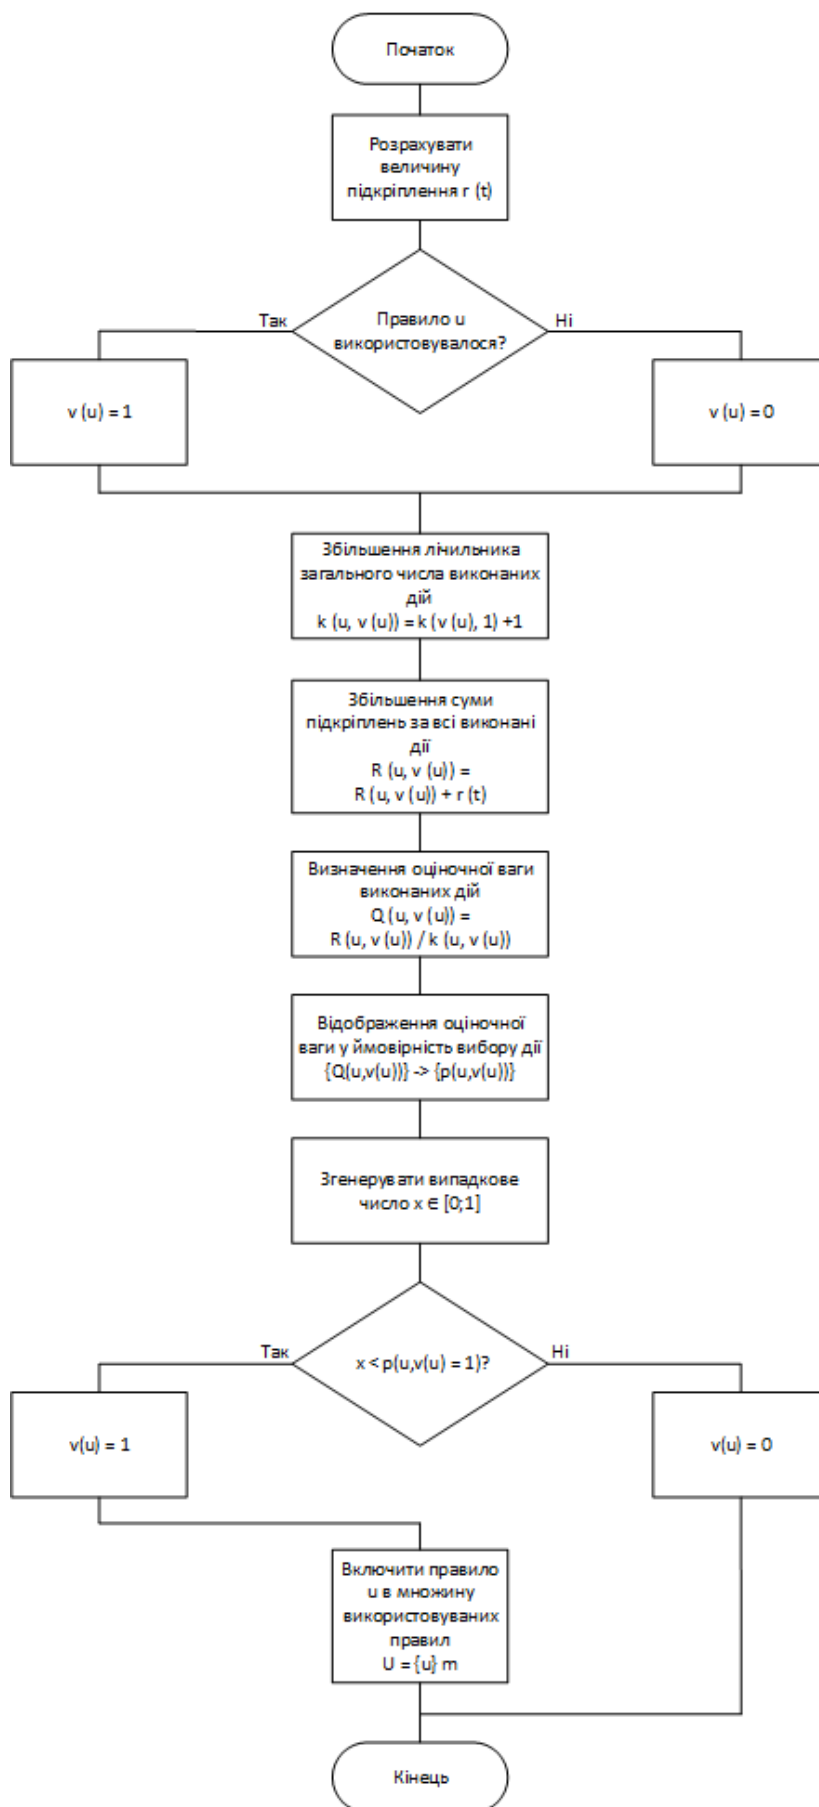 Початок
Розрахувати
величину
підкріплення r (t)
Так
Правило u
використовувалося?
Ні
v (u) = 1
v (u) = 0
Збільшення лічильника
загального числа виконаних
дій
k (u, v (u)) = k (v (u), 1) +1
Збільшення суми
підкріплень за всі виконані
дії
R (u, v (u)) =
R (u, v (u)) + r (t)
Визначення оціночної ваги
виконаних дій
Q (u, v (u)) =
R (u, v (u)) / k (u, v (u))
Відображення оціночної
ваги у ймовірність вибору дії
{Q(u,v(u))} -> {p(u,v(u))}
Згенерувати випадкове
число x ∈ [0;1]
Так
x < p(u,v(u) = 1)?
Ні
v(u) = 1
v(u) = 0
Включити правило
u в множину
використовуваних
правил
U = {u} m
Кінець